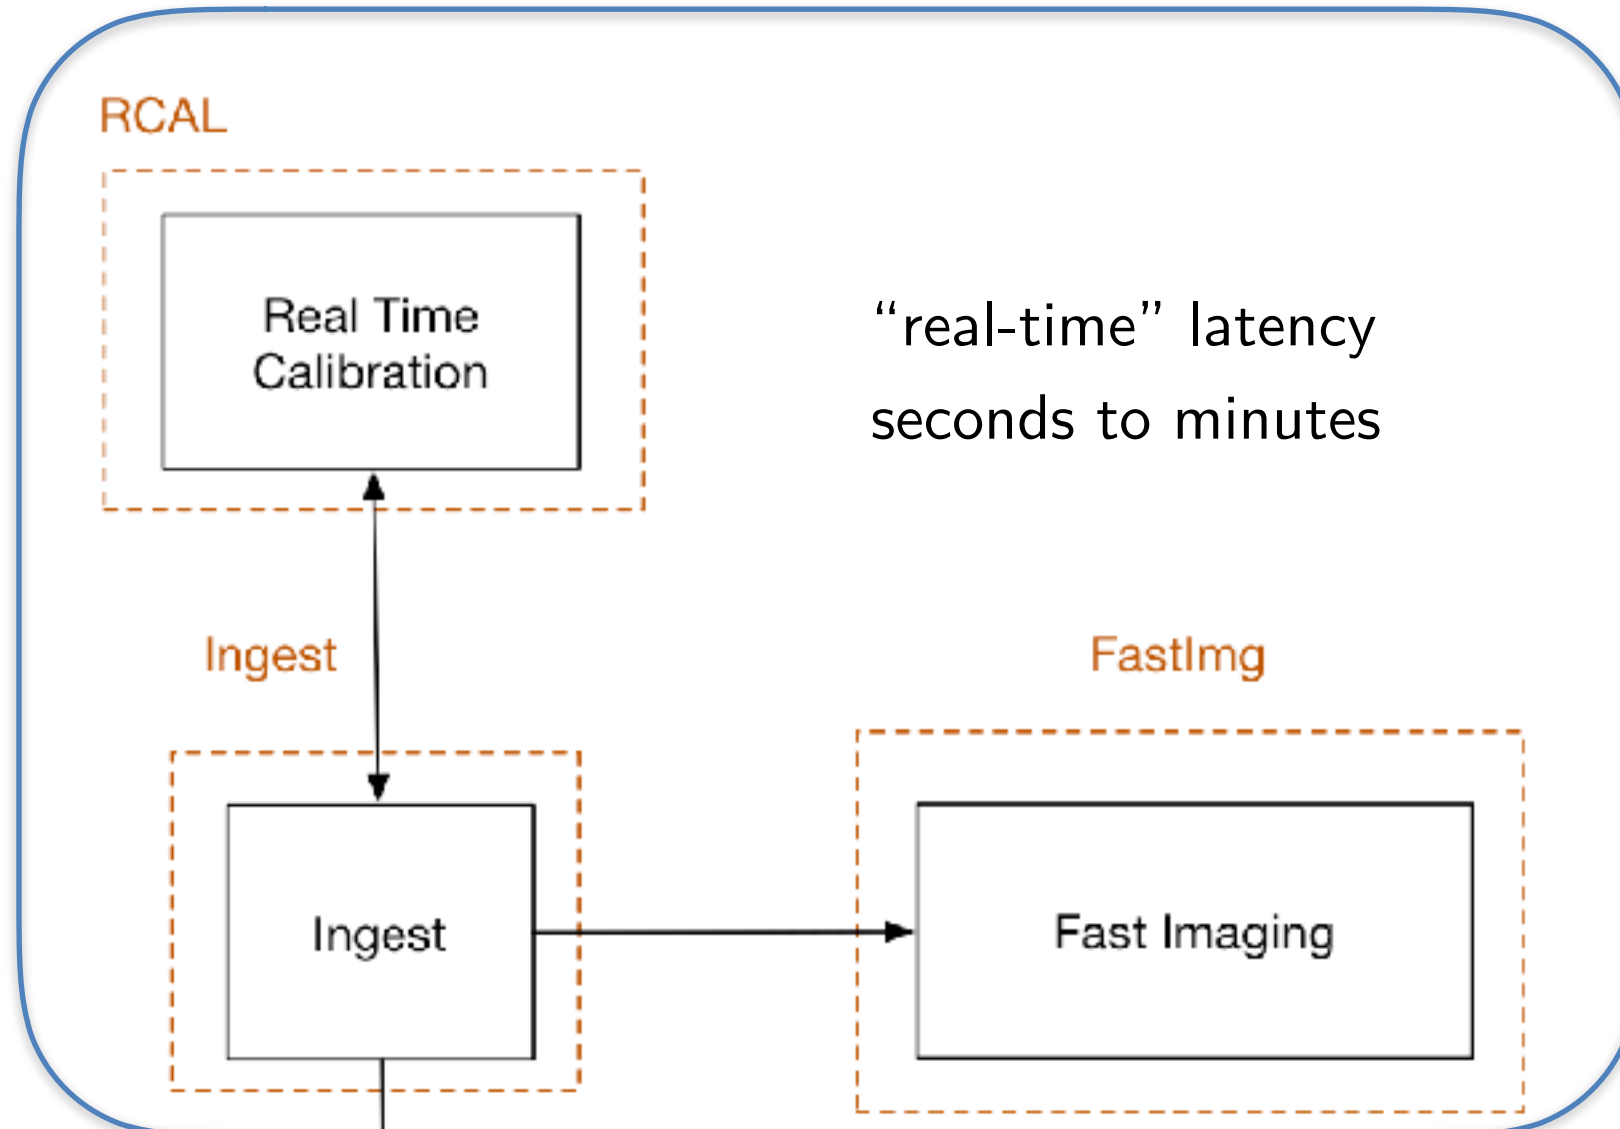 RCAL
Real Time
Calibration
“real-time” latency
seconds to minutes
Ingest
FastImg
Ingest
Fast Imaging